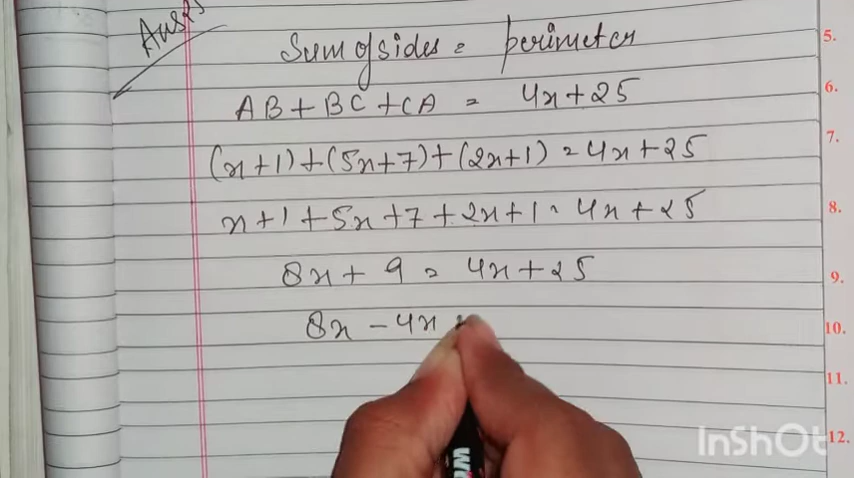 Ans
Sum of sides = perimeter
AB + BC + CA = 4x + 25
(x+1) + (5x+7) + (2x+1) = 4x + 25
x + 1 + 5x + 7 + 2x + 1 = 4x + 25
8x + 9 = 4x + 25
8x - 4x =
5.
6.
7.
8.
9.
10.
11.
12.
InShOt